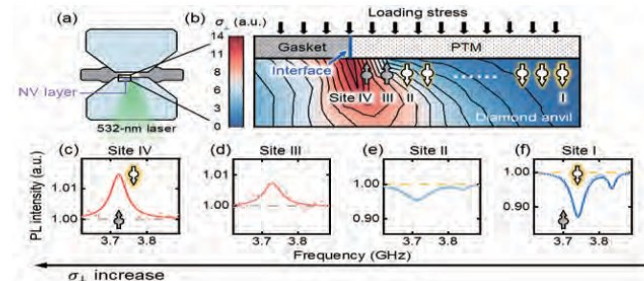 (a)
NV layer
532-nm laser
(b)
σ⊥ (a.u.)
14
11
8
6
3
0
Loading stress
Gasket
PTM
Interface
Site IV
III
II
I
Diamond anvil
(c) Site IV
(d) Site III
(e) Site II
(f) Site I
PL intensity (a.u.)
1.01
1.00
1.01
1.00
1.00
0.90
1.00
0.90
3.7 3.8
3.7 3.8
3.7 3.8
3.7 3.8
Frequency (GHz)
σ⊥ increase